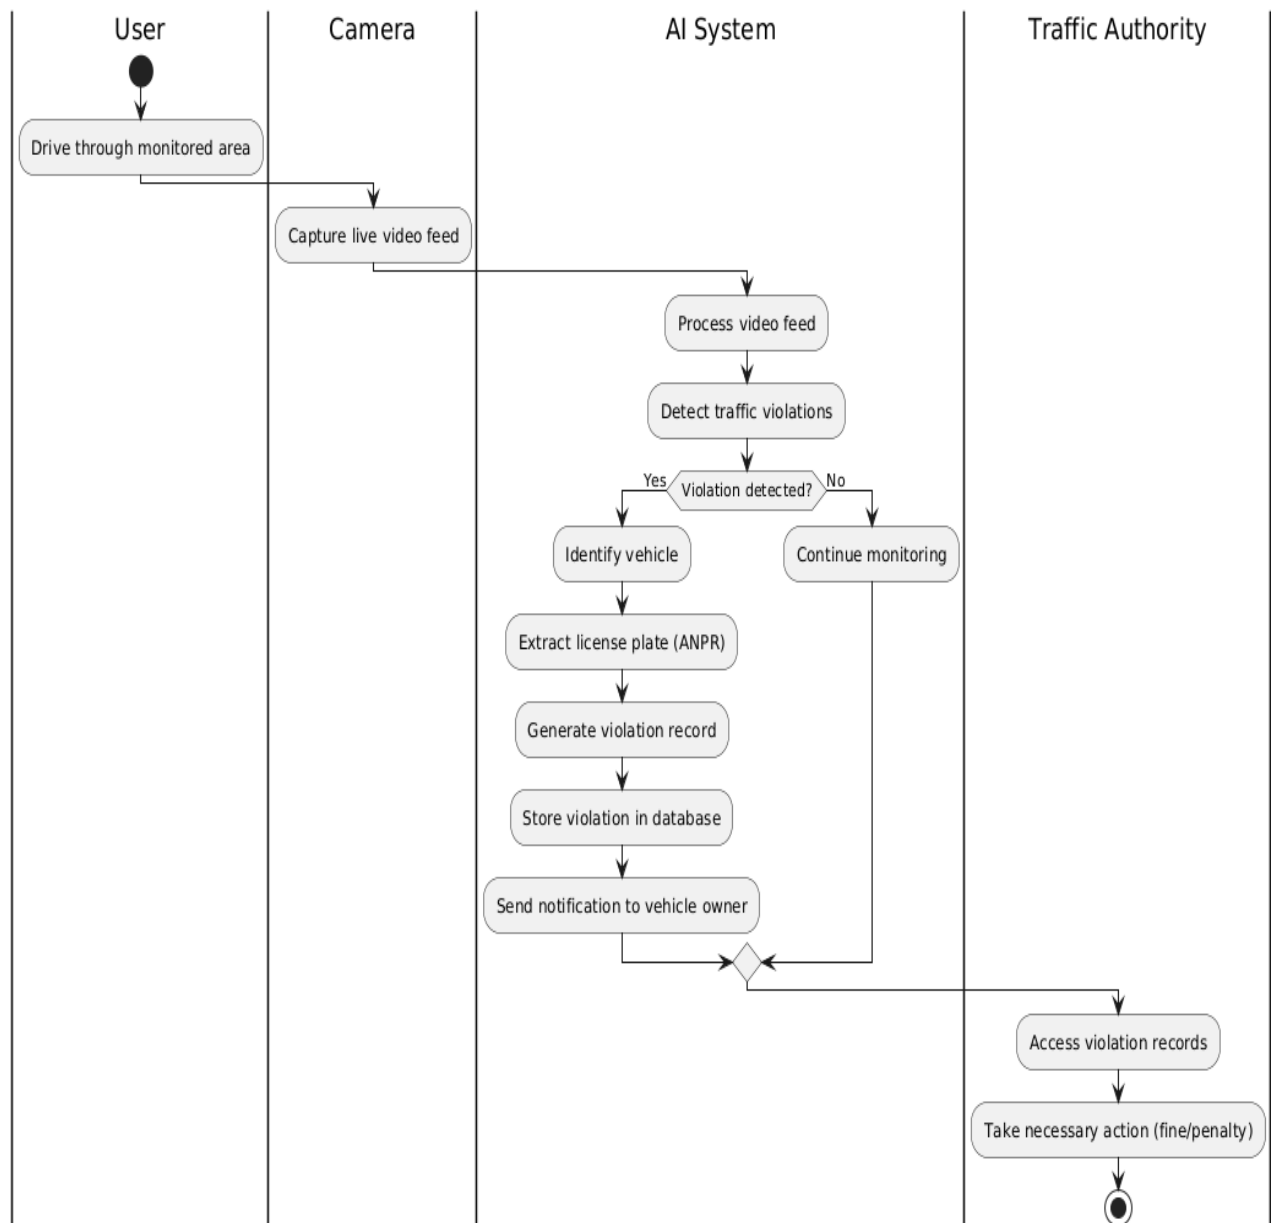 User
Camera
AI System
Traffic Authority
Drive through monitored area
Capture live video feed
Process video feed
Detect traffic violations
Yes
Violation detected?
No
Identify vehicle
Continue monitoring
Extract license plate (ANPR)
Generate violation record
Store violation in database
Send notification to vehicle owner
Access violation records
Take necessary action (fine/penalty)